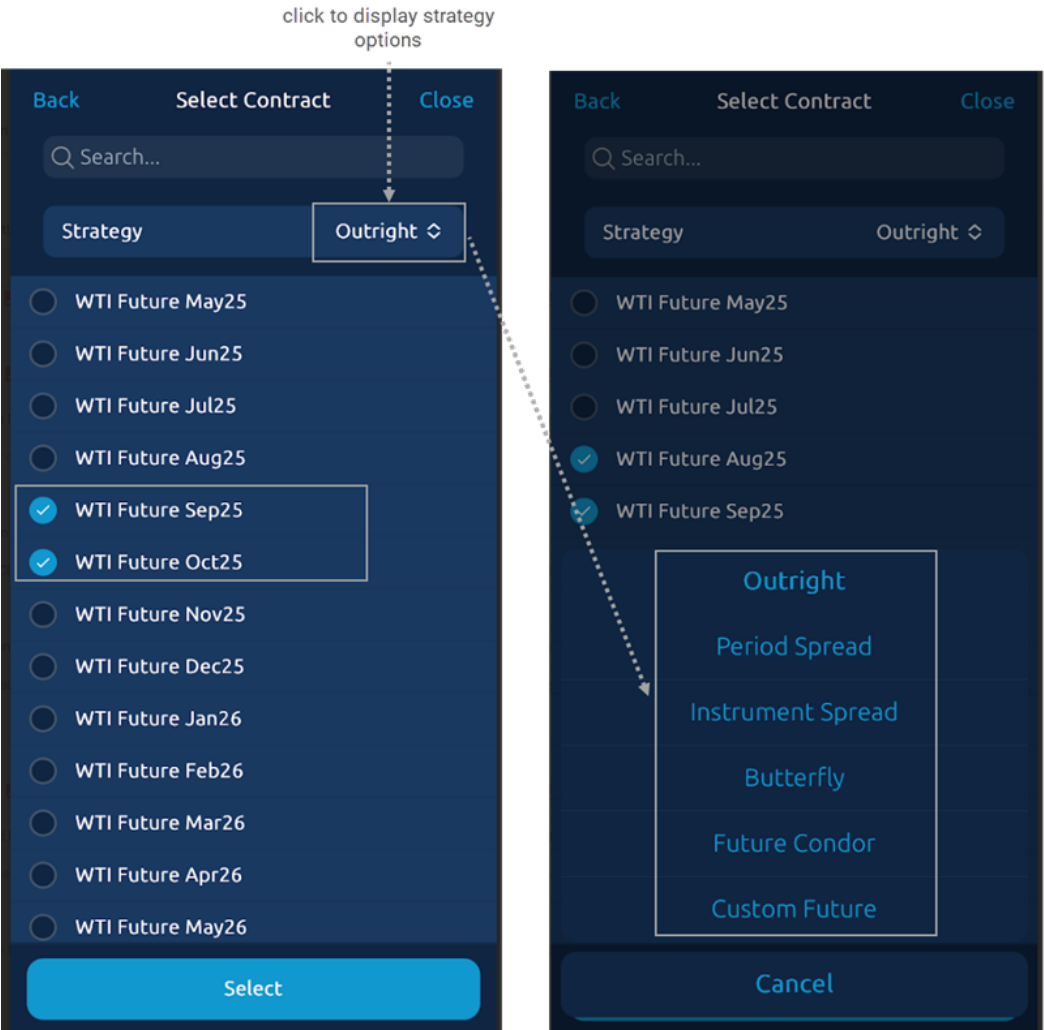 click to display strategy
options
Back Select Contract Close
Search...
Strategy Outright
WTI Future May25
WTI Future Jun25
WTI Future Jul25
WTI Future Aug25
WTI Future Sep25
WTI Future Oct25
WTI Future Nov25
WTI Future Dec25
WTI Future Jan26
WTI Future Feb26
WTI Future Mar26
WTI Future Apr26
WTI Future May26
Select
Back Select Contract Close
Search...
Strategy Outright
WTI Future May25
WTI Future Jun25
WTI Future Jul25
WTI Future Aug25
WTI Future Sep25
Outright
Period Spread
Instrument Spread
Butterfly
Future Condor
Custom Future
Cancel